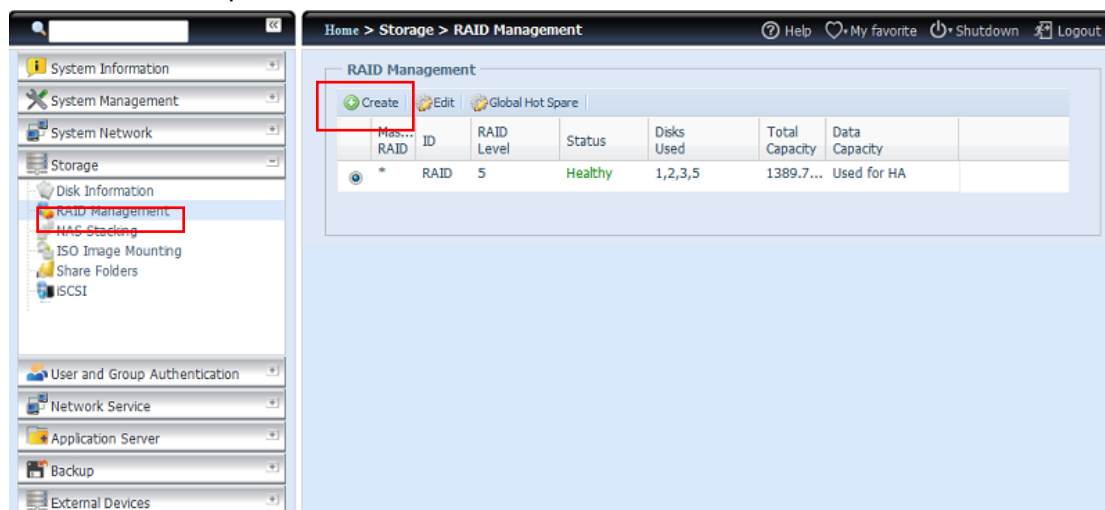 Home > Storage > RAID Management
Help My favorite Shutdown Logout
System Information
System Management
System Network
Storage
Disk Information
RAID Management
NAS Stacking
ISO Image Mounting
Share Folders
iSCSI
User and Group Authentication
Network Service
Application Server
Backup
External Devices
RAID Management
Create Edit Global Hot Spare
Mas... RAID ID RAID Level Status Disks Used Total Capacity Data Capacity
* RAID 5 Healthy 1,2,3,5 1389.7... Used for HA